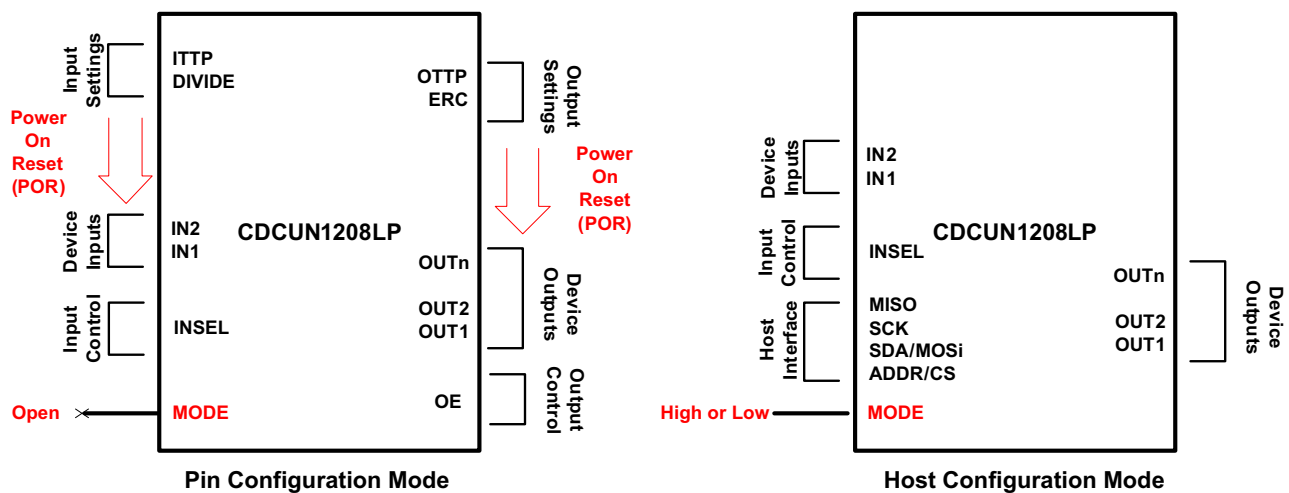 Input
Settings
ITTP
DIVIDE
OTTP
ERC
Output
Settings
Power
On
Reset
(POR)
Power
On
Reset
(POR)
Device
Inputs
IN2
IN1
CDCUN1208LP
OUTn
OUT2
OUT1
Device
Outputs
Input
Control
INSEL
OE
Output
Control
Open
MODE
Pin Configuration Mode
Device
Inputs
IN2
IN1
CDCUN1208LP
Input
Control
INSEL
OUTn
OUT2
OUT1
Device
Outputs
Host
Interface
MISO
SCK
SDA/MOSi
ADDR/CS
High or Low
MODE
Host Configuration Mode